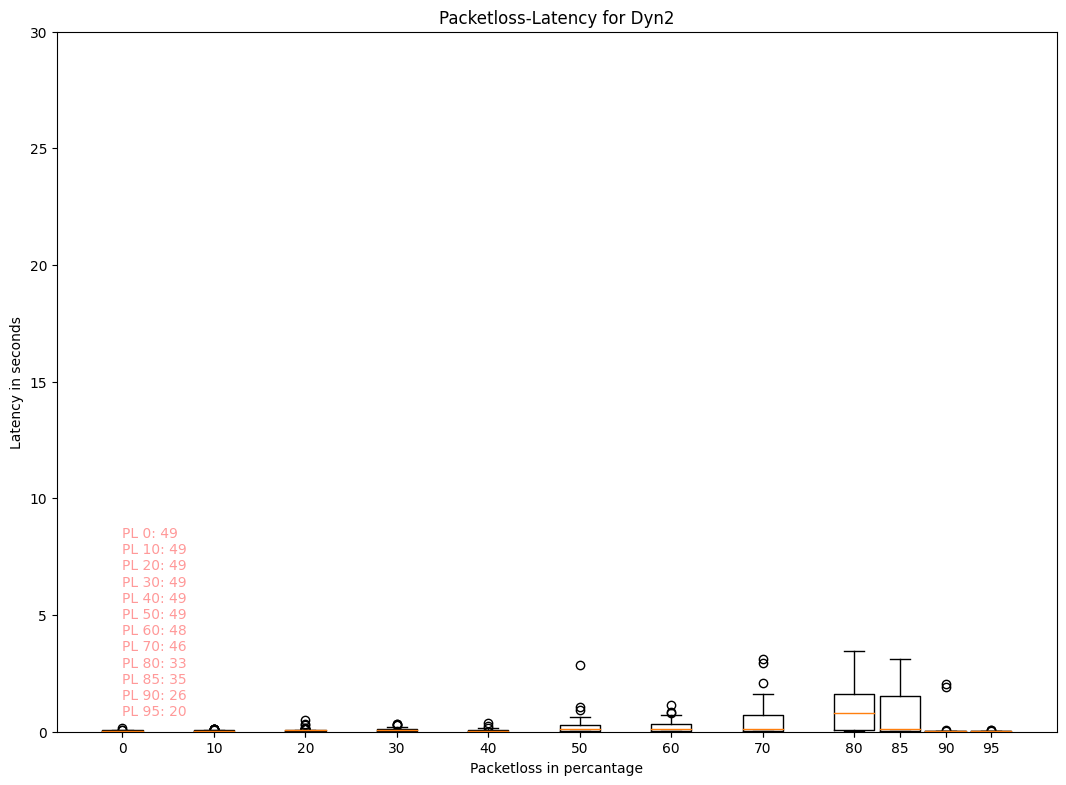 Packetloss-Latency for Dyn2
30
25
20
15
10
5
0
Latency in seconds
PL 0: 49
PL 10: 49
PL 20: 49
PL 30: 49
PL 40: 49
PL 50: 49
PL 60: 48
PL 70: 46
PL 80: 33
PL 85: 35
PL 90: 26
PL 95: 20
0 10 20 30 40 50 60 70 80 85 90 95
Packetloss in percantage